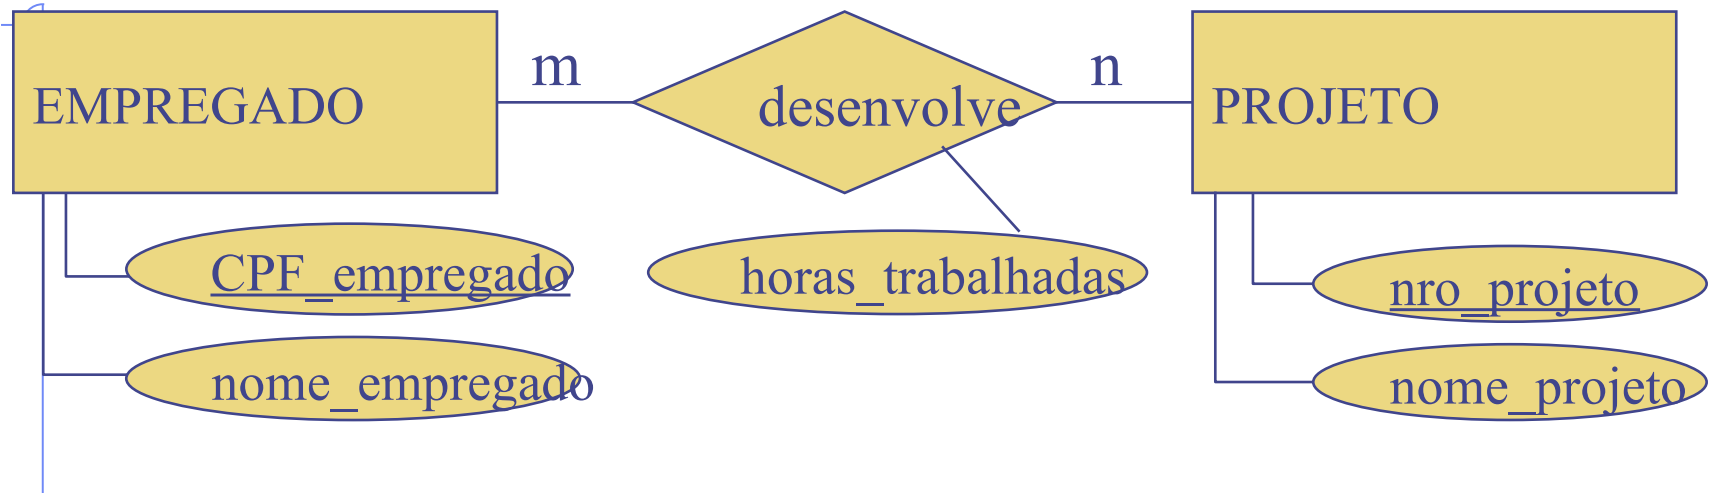 m
n
EMPREGADO
desenvolve
PROJETO
CPF_empregado
horas_trabalhadas
nro_projeto
nome_empregado
nome_projeto